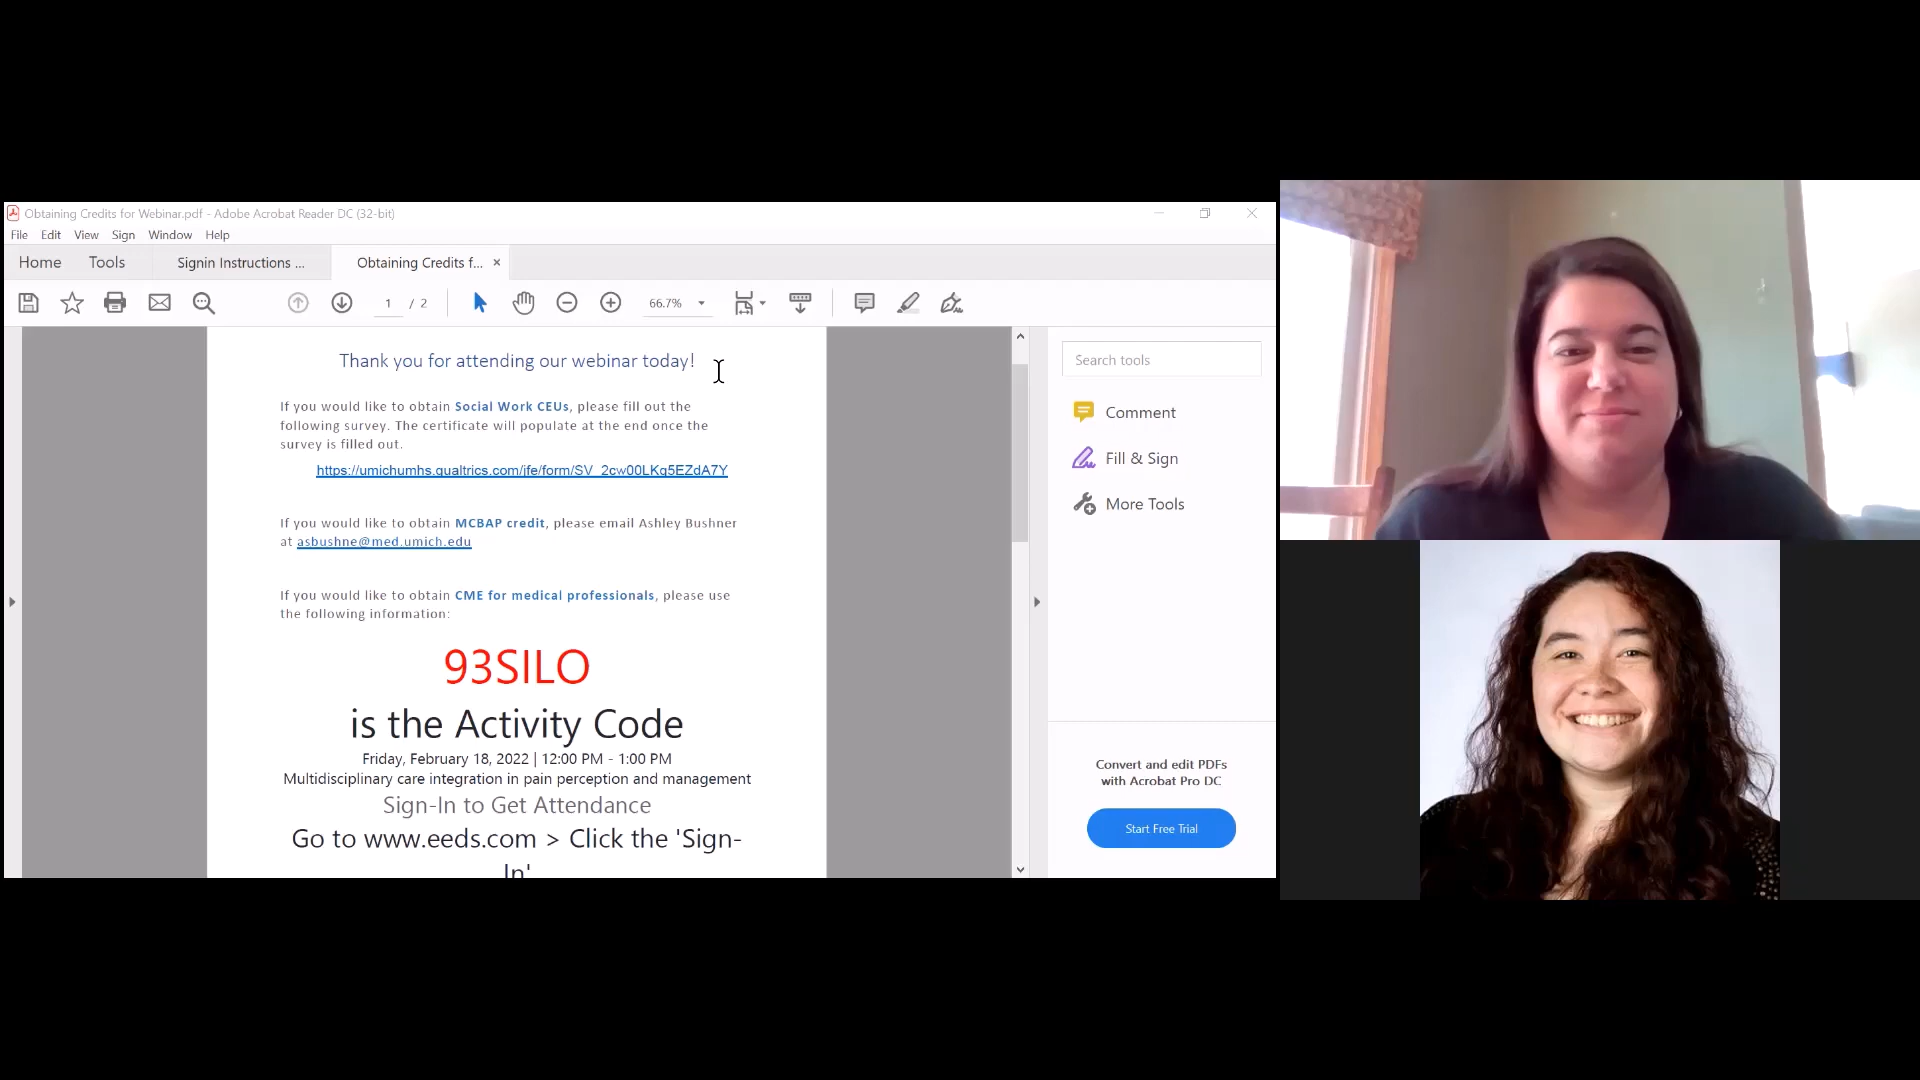 Obtaining Credits for Webinar.pdf - Adobe Acrobat Reader DC (32-bit)
File Edit View Sign Window Help
Home Tools Signin Instructions ... Obtaining Credits f... ×
1 / 2 66.7%
Thank you for attending our webinar today!
If you would like to obtain Social Work CEUs, please fill out the
following survey. The certificate will populate at the end once the
survey is filled out.
https://umichumhs.qualtrics.com/jfe/form/SV_2cw00LKq5EZdA7Y
If you would like to obtain MCBAP credit, please email Ashley Bushner
at asbushne@med.umich.edu
If you would like to obtain CME for medical professionals, please use
the following information:
93SILO
is the Activity Code
Friday, February 18, 2022 | 12:00 PM - 1:00 PM
Multidisciplinary care integration in pain perception and management
Sign-In to Get Attendance
Go to www.eeds.com > Click the 'Sign-
In'
Search tools
Comment
Fill & Sign
More Tools
Convert and edit PDFs
with Acrobat Pro DC
Start Free Trial